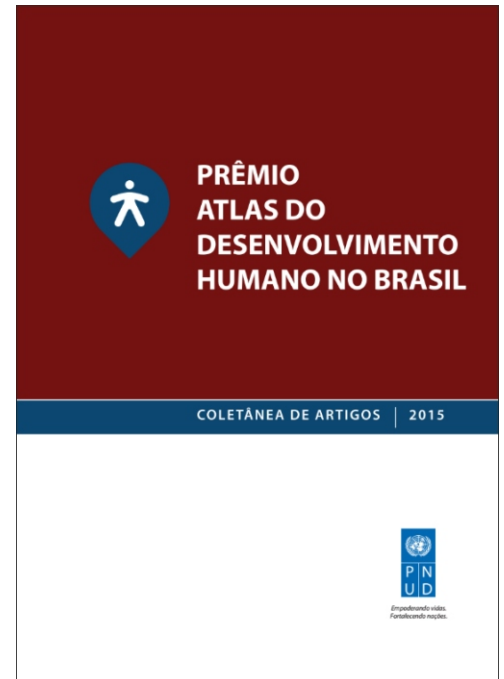 PRÊMIO
ATLAS DO
DESENVOLVIMENTO
HUMANO NO BRASIL
COLETÂNEA DE ARTIGOS | 2015
P N
U D
Empoderando vidas.
Fortalecendo nações.